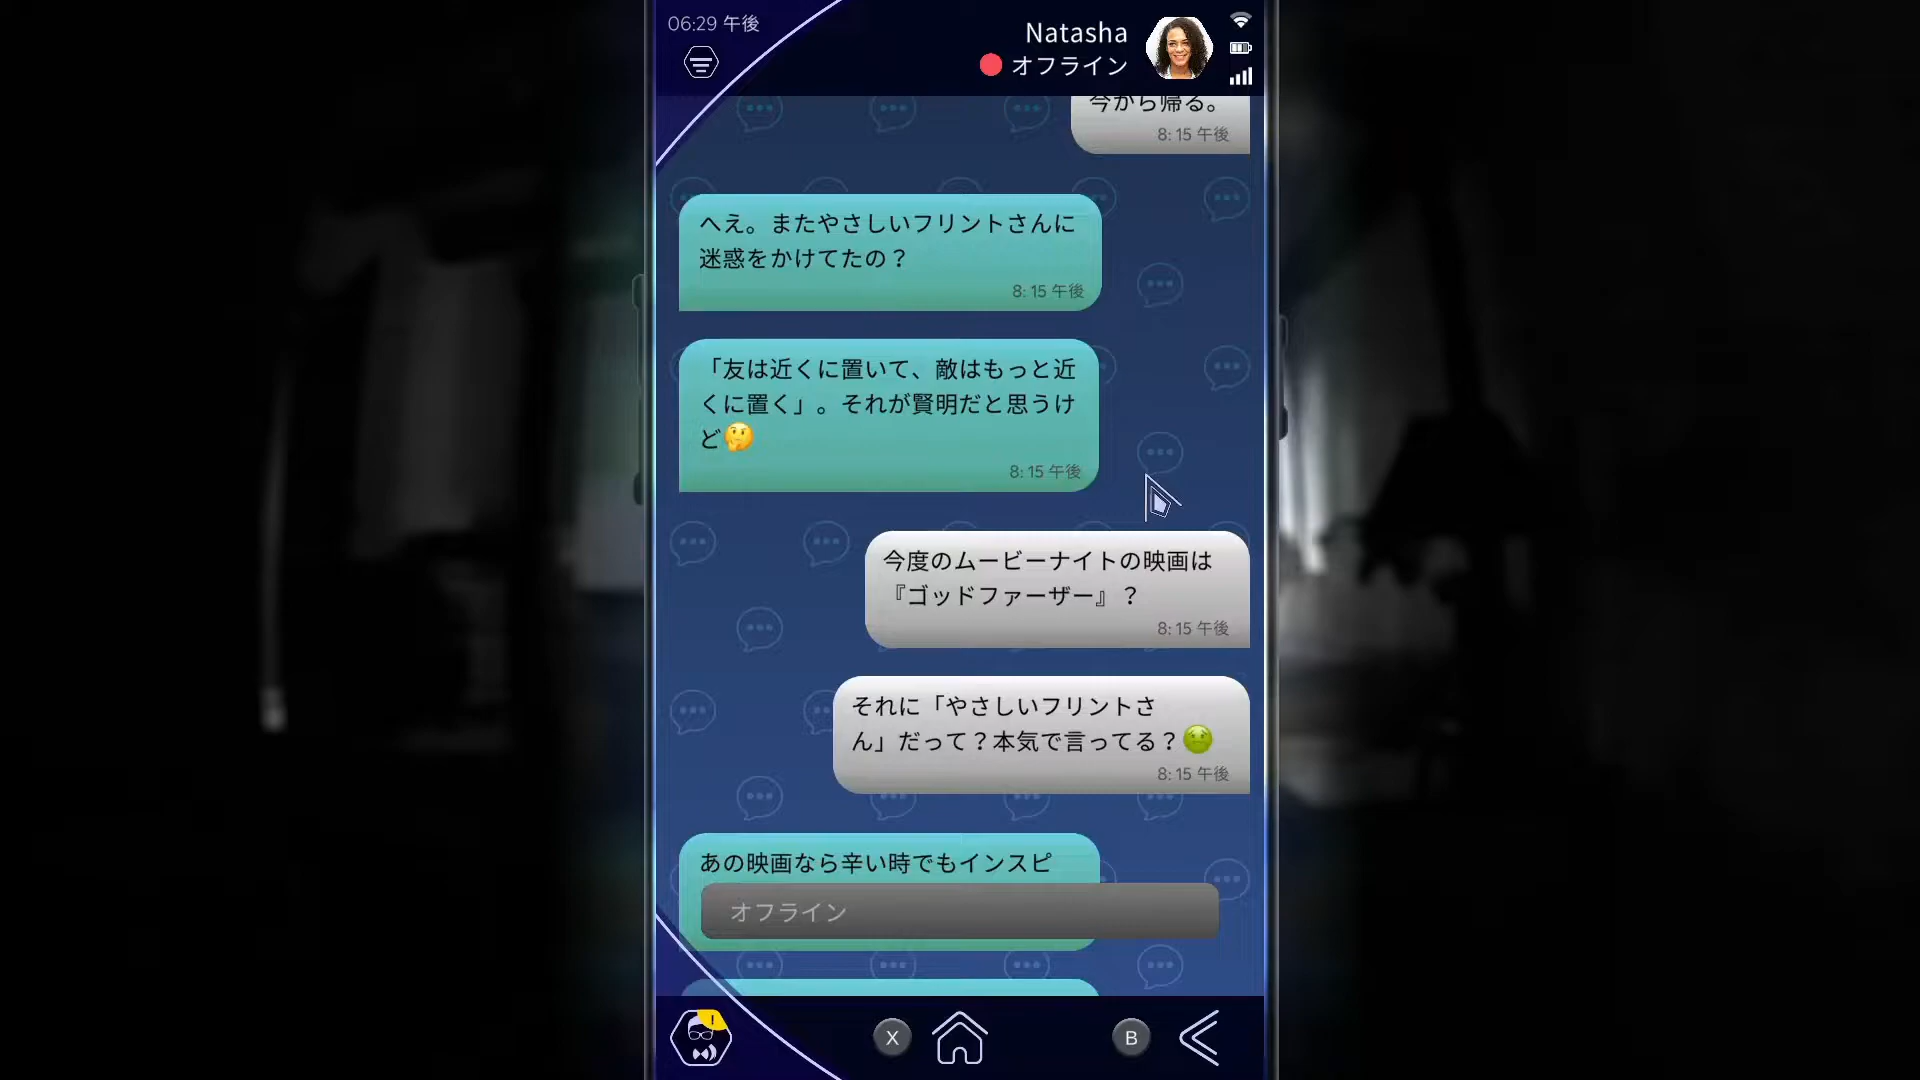 06:29 午後
Natasha
オフライン
今から帰る。
8:15 午後
へえ。またやさしいフリントさんに
迷惑をかけてたの？
8:15 午後
「友は近くに置いて、敵はもっと近
くに置く」。それが賢明だと思うけ
ど🤔
8:15 午後
今度のムービーナイトの映画は
『ゴッドファーザー』？
8:15 午後
それに「やさしいフリントさ
ん」だって？本気で言ってる？🤢
8:15 午後
あの映画なら辛い時でもインスピ
オフライン
X
B